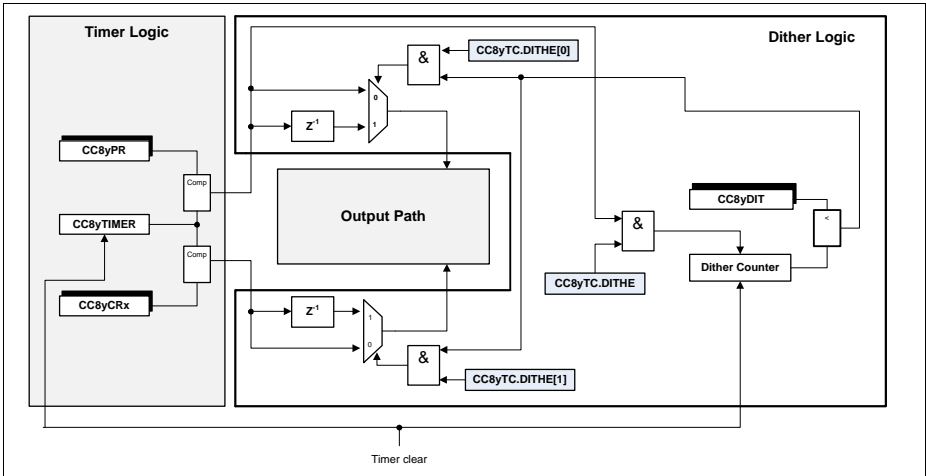 Timer Logic
Dither Logic
CC8yTC.DITHE[0]
&
0
1
Z-1
CC8yPR
Comp
CC8yTIMER
Comp
CC8yCRx
Output Path
CC8yDIT
<
&
Dither Counter
CC8yTC.DITHE
Z-1
1
0
&
CC8yTC.DITHE[1]
Timer clear